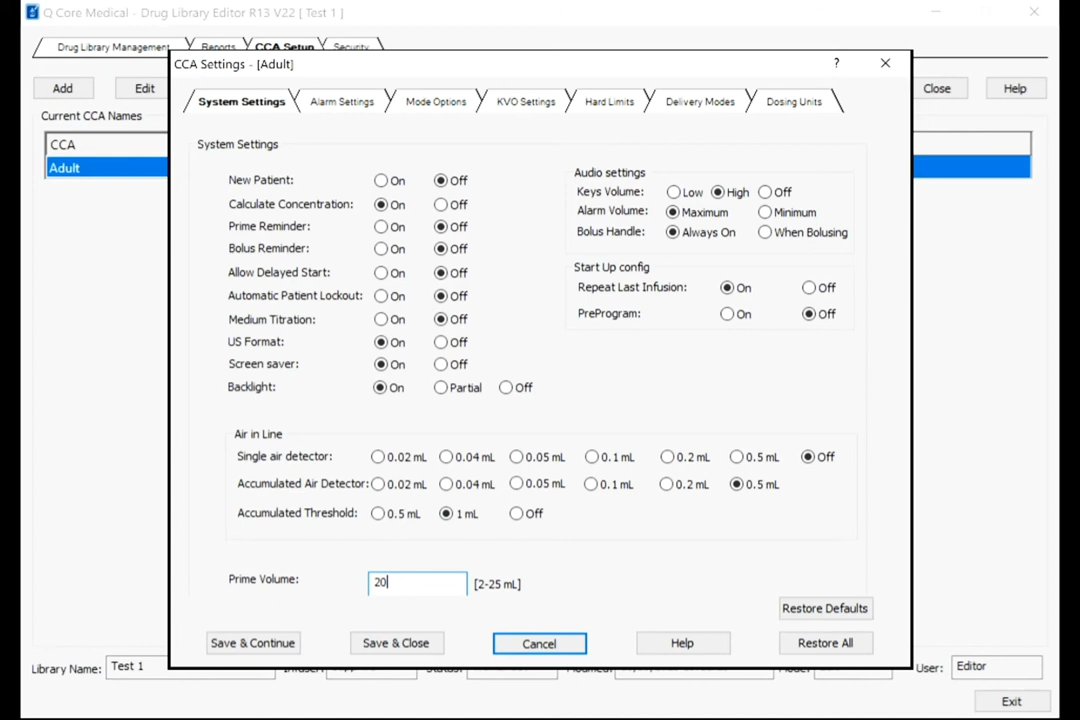 Q Core Medical - Drug Library Editor R13 V22 [ Test 1 ]
Drug Library Management Reports CCA Setup Security
CCA Settings - [Adult] ?
Add Edit Close Help
System Settings Alarm Settings Mode Options KVO Settings Hard Limits Delivery Modes Dosing Units
Current CCA Names
CCA
Adult
System Settings
New Patient: On Off
Calculate Concentration: On Off
Prime Reminder: On Off
Bolus Reminder: On Off
Allow Delayed Start: On Off
Automatic Patient Lockout: On Off
Medium Titration: On Off
US Format: On Off
Screen saver: On Off
Backlight: On Partial Off
Audio settings
Keys Volume: Low High Off
Alarm Volume: Maximum Minimum
Bolus Handle: Always On When Bolusing
Start Up config
Repeat Last Infusion: On Off
PreProgram: On Off
Air in Line
Single air detector: 0.02 mL 0.04 mL 0.05 mL 0.1 mL 0.2 mL 0.5 mL Off
Accumulated Air Detector: 0.02 mL 0.04 mL 0.05 mL 0.1 mL 0.2 mL 0.5 mL
Accumulated Threshold: 0.5 mL 1 mL Off
Prime Volume: 20 [2-25 mL]
Restore Defaults
Save & Continue Save & Close Cancel Help Restore All
Library Name: Test 1 User: Editor
Exit